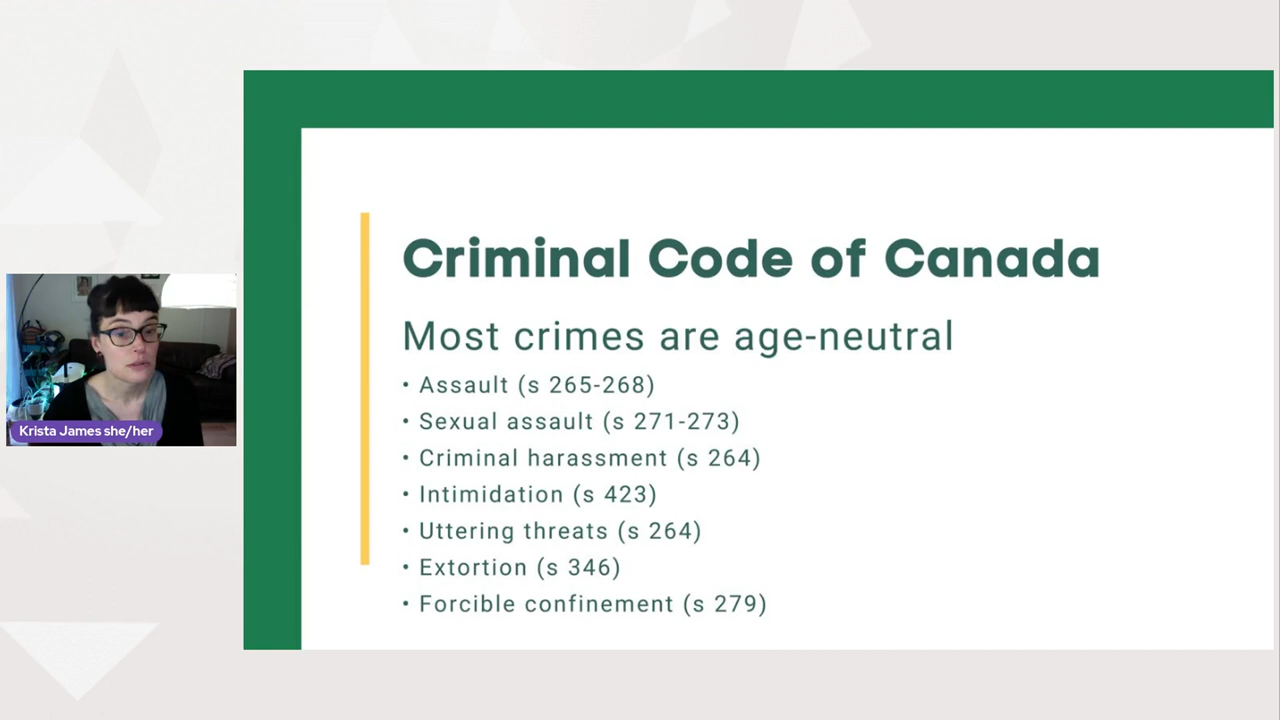 Criminal Code of Canada
Most crimes are age-neutral
• Assault (s 265-268)
• Sexual assault (s 271-273)
• Criminal harassment (s 264)
• Intimidation (s 423)
• Uttering threats (s 264)
• Extortion (s 346)
• Forcible confinement (s 279)
Krista James she/her